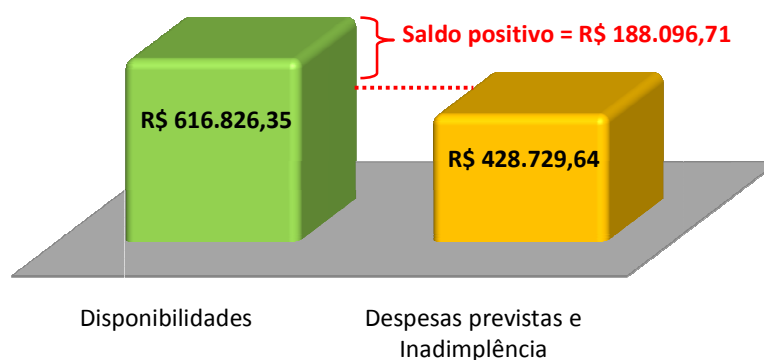 Saldo positivo = R$ 188.096,71
R$ 616.826,35
R$ 428.729,64
Disponibilidades
Despesas previstas e
Inadimplência